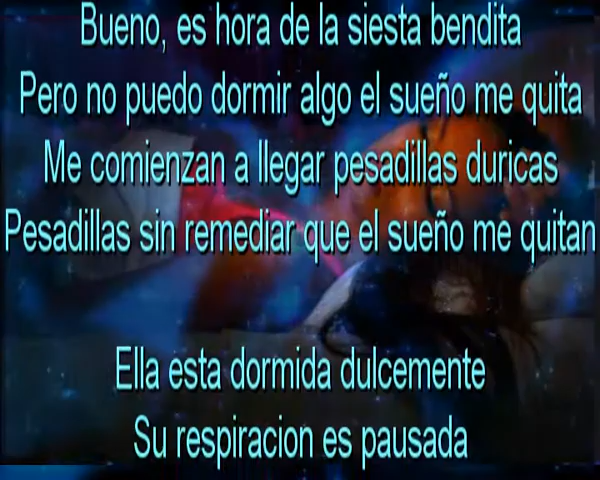 Bueno, es hora de la siesta bendita
Pero no puedo dormir algo el sueño me quita
Me comienzan a llegar pesadillas duricas
Pesadillas sin remediar que el sueño me quitan
Ella esta dormida dulcemente
Su respiracion es pausada